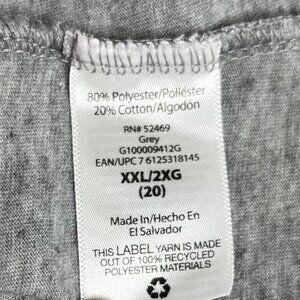 80% Polyester/Poliéster
20% Cotton/Algodón
RN# 52469
Grey
G100009412G
EAN/UPC 7 6125318145
XXL/2XG
(20)
Made In/Hecho En
El Salvador
THIS LABEL YARN IS MADE
OUT OF 100% RECYCLED
POLYESTER MATERIALS